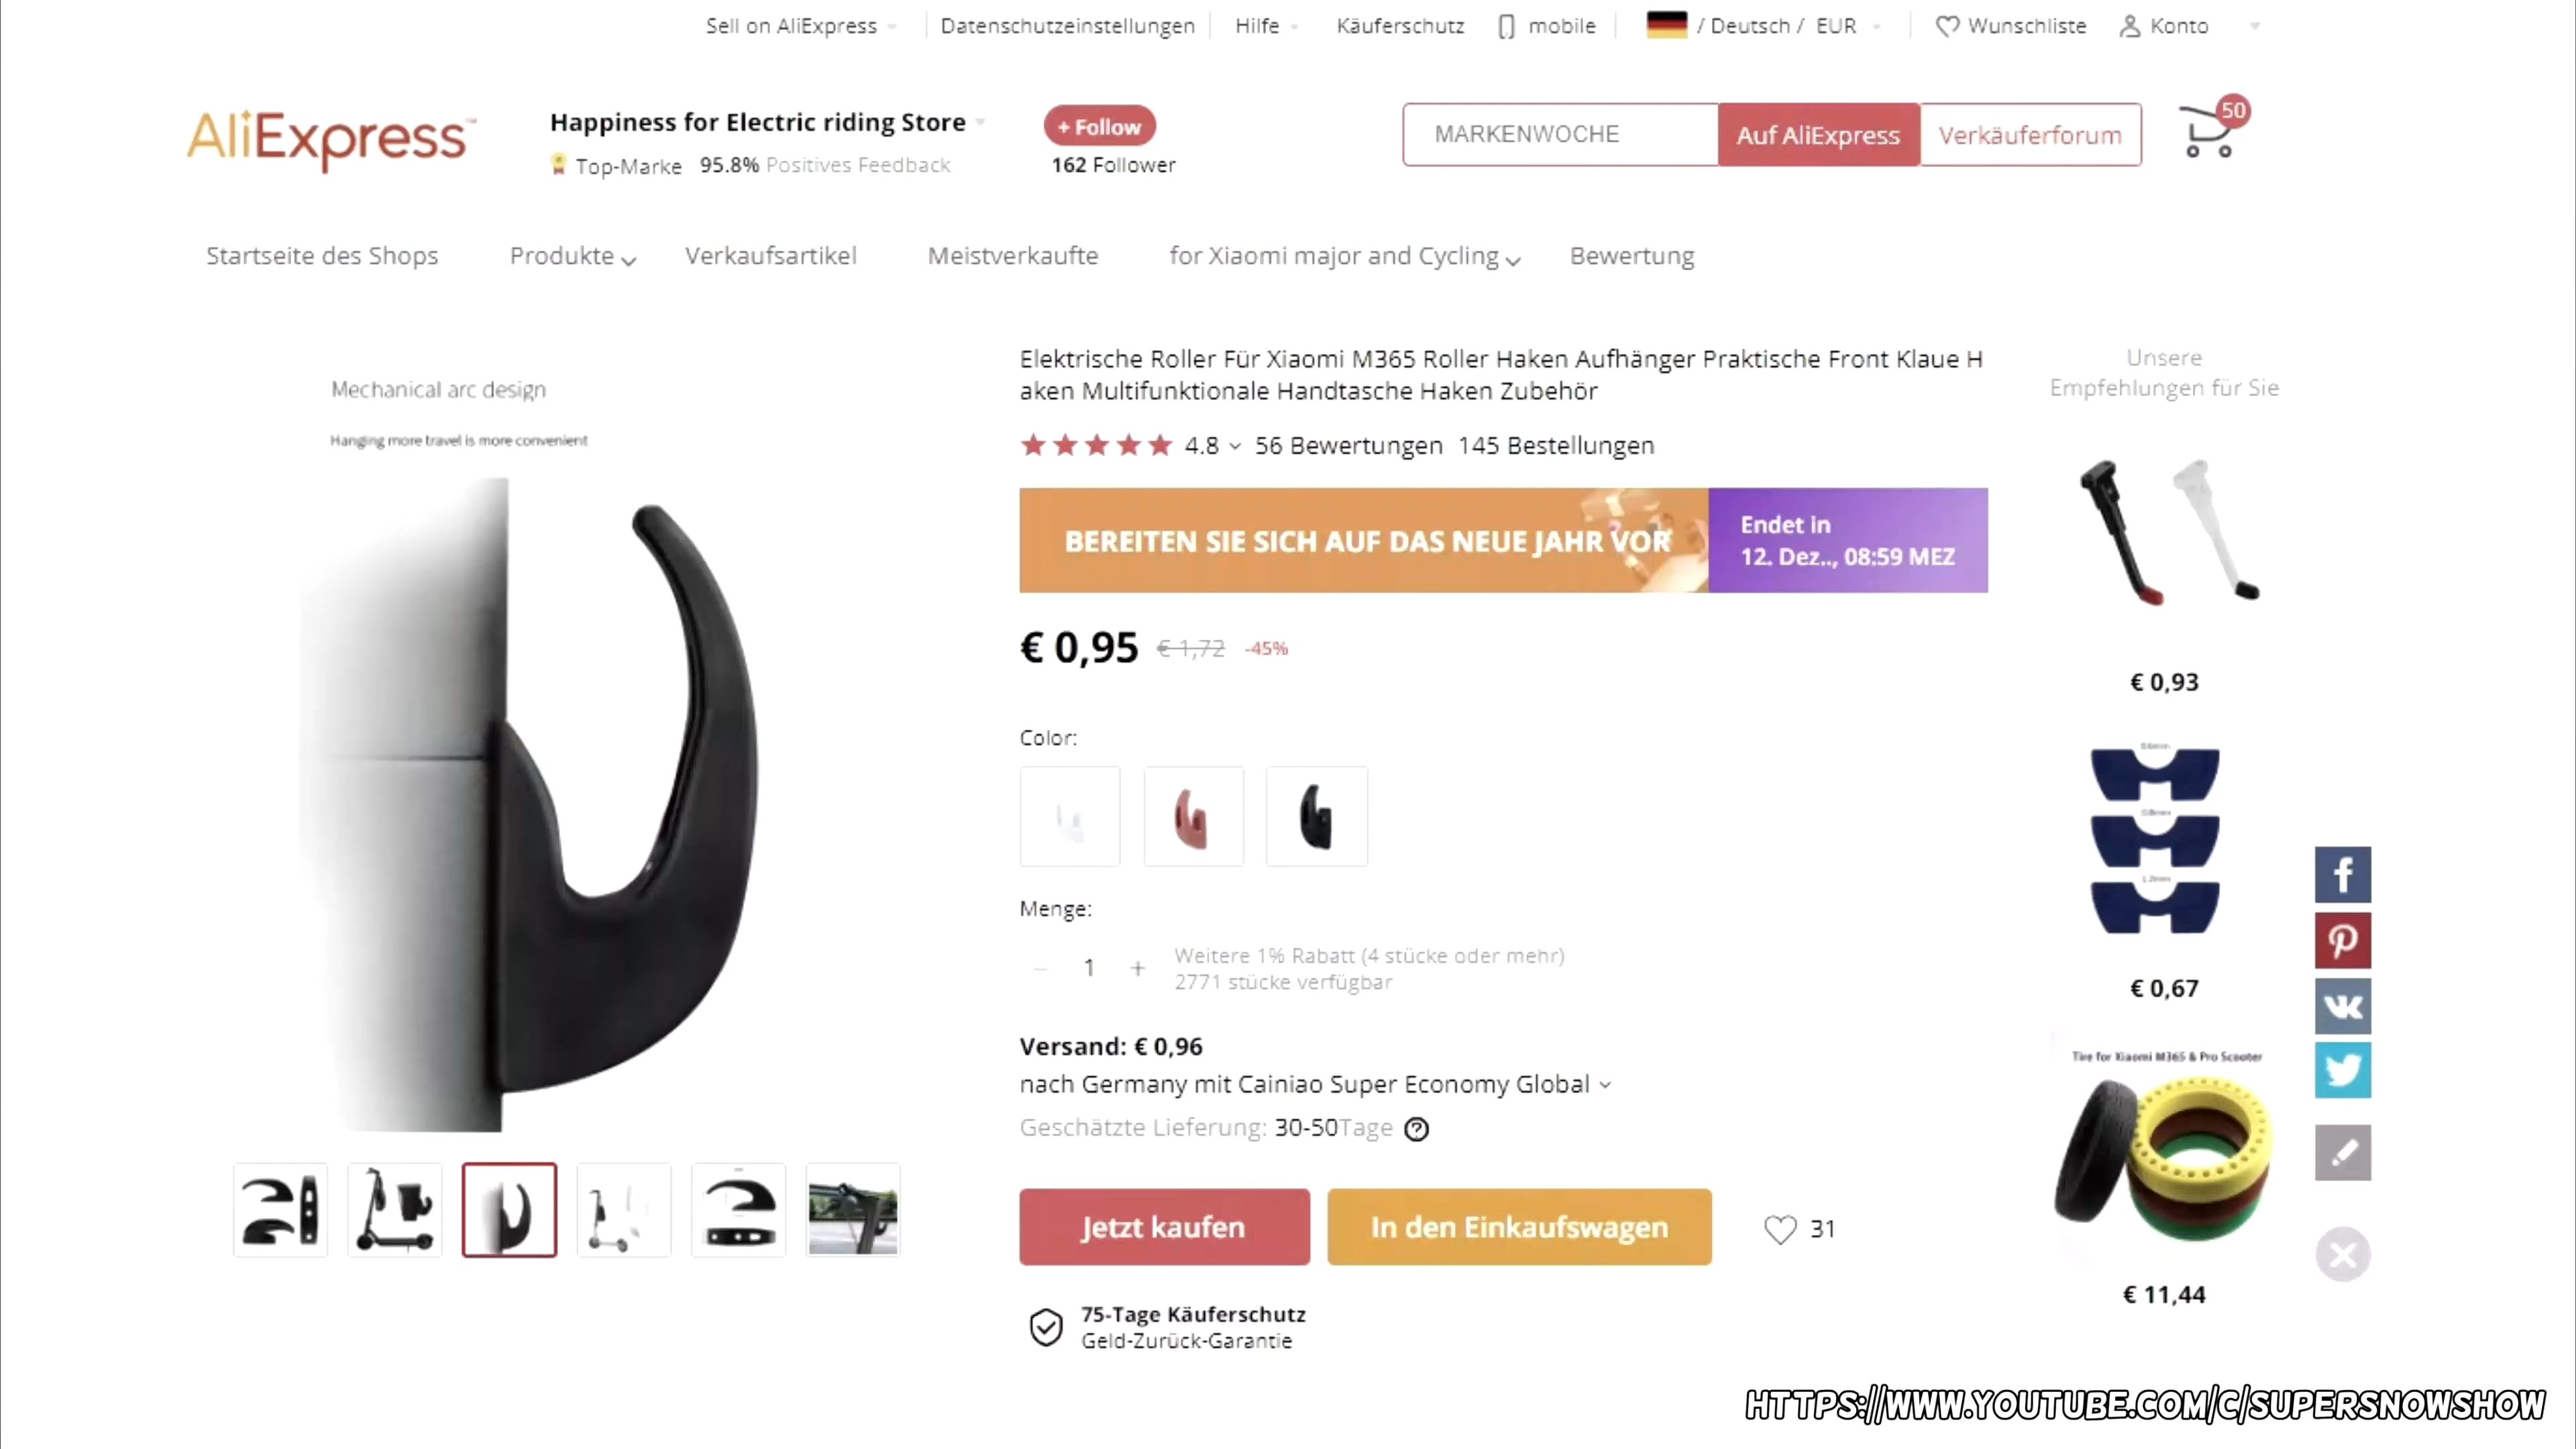 Sell on AliExpress
Datenschutzeinstellungen
Hilfe
Käuferschutz
mobile
/ Deutsch / EUR
Wunschliste
Konto
AliExpress™
Happiness for Electric riding Store
Top-Marke 95.8% Positives Feedback
+ Follow
162 Follower
MARKENWOCHE
Auf AliExpress
Verkäuferforum
50
Startseite des Shops
Produkte
Verkaufsartikel
Meistverkaufte
for Xiaomi major and Cycling
Bewertung
Mechanical arc design
Hanging more travel is more convenient
Elektrische Roller Für Xiaomi M365 Roller Haken Aufhänger Praktische Front Klaue H
aken Multifunktionale Handtasche Haken Zubehör
4.8 56 Bewertungen 145 Bestellungen
BEREITEN SIE SICH AUF DAS NEUE JAHR VOR
Endet in
12. Dez.., 08:59 MEZ
€ 0,95 € 1,72 -45%
Color:
Menge:
− 1 +
Weitere 1% Rabatt (4 stücke oder mehr)
2771 stücke verfügbar
Versand: € 0,96
nach Germany mit Cainiao Super Economy Global
Geschätzte Lieferung: 30-50Tage
Jetzt kaufen
In den Einkaufswagen
31
75-Tage Käuferschutz
Geld-Zurück-Garantie
Unsere
Empfehlungen für Sie
€ 0,93
€ 0,67
Tire for Xiaomi M365 & Pro Scooter
€ 11,44
HTTPS://WWW.YOUTUBE.COM/C/SUPERSNOWSHOW